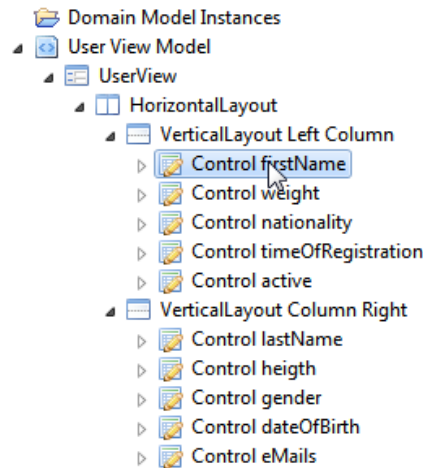 Domain Model Instances
User View Model
UserView
HorizontalLayout
VerticalLayout Left Column
Control firstName
Control weight
Control nationality
Control timeOfRegistration
Control active
VerticalLayout Column Right
Control lastName
Control heigth
Control gender
Control dateOfBirth
Control eMails